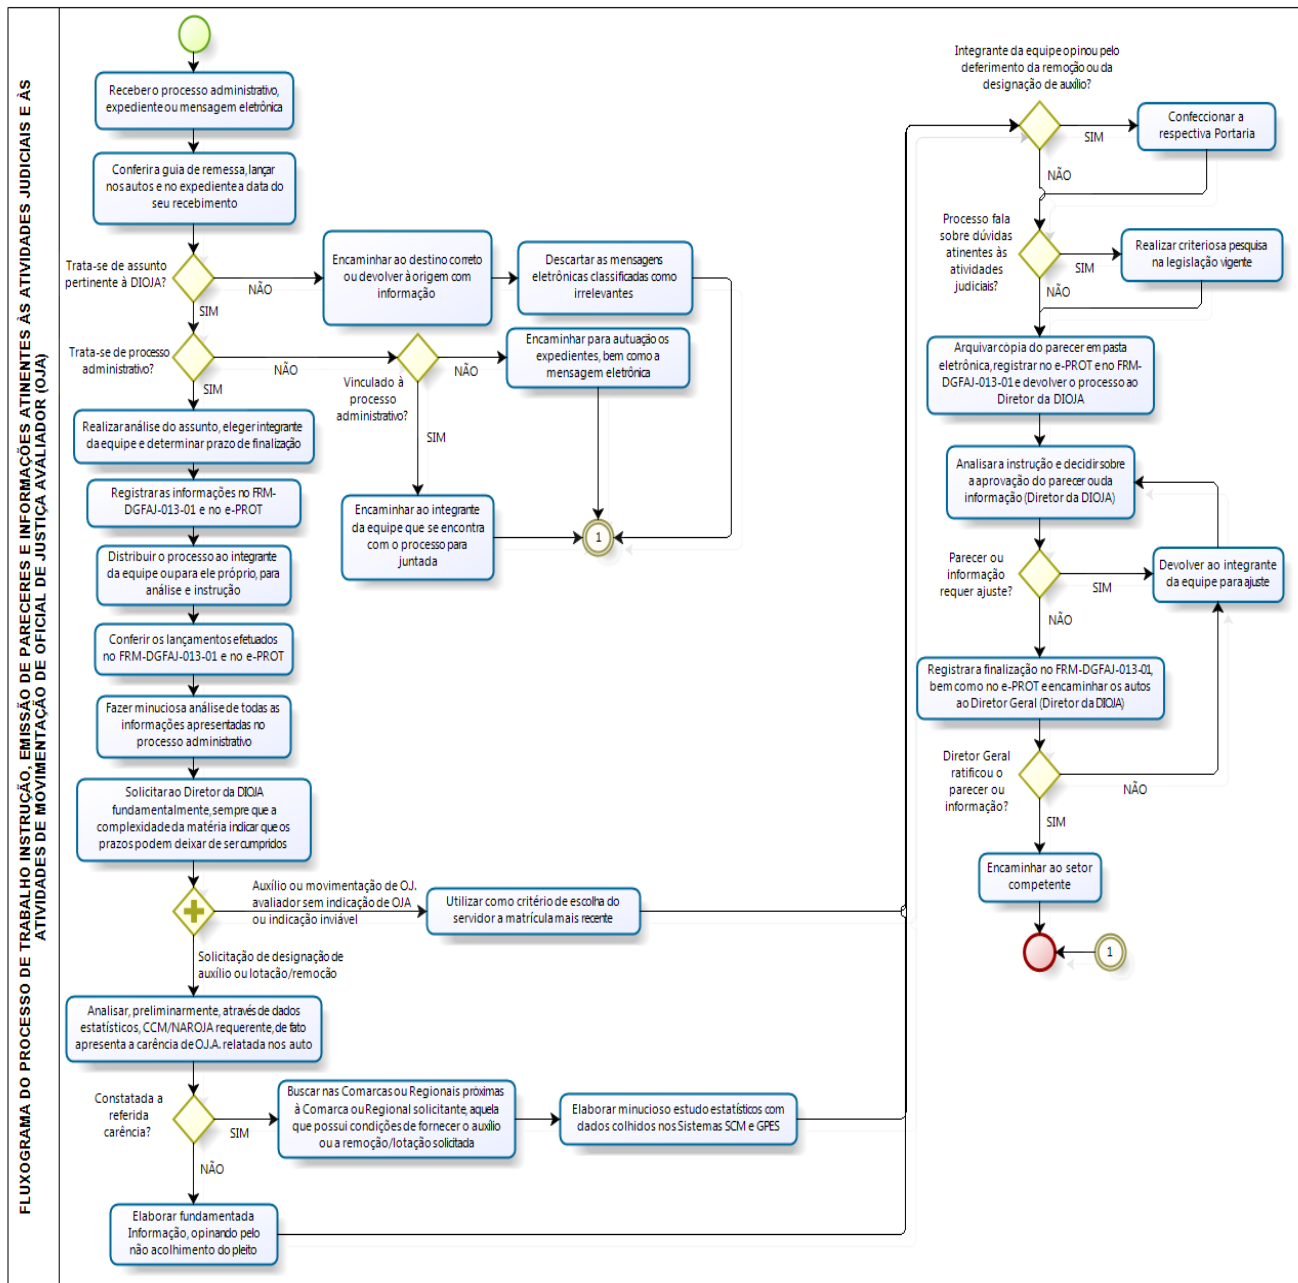 FLUXOGRAMA DO PROCESSO DE TRABALHO INSTRUÇÃO, EMISSÃO DE PARECERES E INFORMAÇÕES ATINENTES ÀS ATIVIDADES JUDICIAIS E ÀS
ATIVIDADES DE MOVIMENTAÇÃO DE OFICIAL DE JUSTIÇA AVALIADOR (OJA)
Receber o processo administrativo,
expediente ou mensagem eletrônica
Conferir a guia de remessa, lançar
nos autos e no expediente a data do
seu recebimento
Trata-se de assunto
pertinente à DIOJA?
NÃO
SIM
Encaminhar ao destino correto
ou devolver à origem com
informação
Descartar as mensagens
eletrônicas classificadas como
irrelevantes
Trata-se de processo
administrativo?
NÃO
SIM
Vinculado à
processo
administrativo?
NÃO
SIM
Encaminhar para autuação os
expedientes, bem como a
mensagem eletrônica
Encaminhar ao integrante
da equipe que se encontra
com o processo para
juntada
1
Realizar análise do assunto, eleger integrante
da equipe e determinar prazo de finalização
Registrar as informações no FRM-
DGFAJ-013-01 e no e-PROT
Distribuir o processo ao integrante
da equipe ou para ele próprio, para
análise e instrução
Conferir os lançamentos efetuados
no FRM-DGFAJ-013-01 e no e-PROT
Fazer minuciosa análise de todas as
informações apresentadas no
processo administrativo
Solicitar ao Diretor da DIOJA
fundamentalmente, sempre que a
complexidade da matéria indicar que os
prazos podem deixar de ser cumpridos
Auxílio ou movimentação de OJ.
avaliador sem indicação de OJA
ou indicação inviável
Utilizar como critério de escolha do
servidor a matrícula mais recente
Solicitação de designação de
auxílio ou lotação/remoção
Analisar, preliminarmente, através de dados
estatísticos, CCM/NAROJA requerente, de fato
apresenta a carência de O.J.A. relatada nos auto
Constatada a
referida
carência?
SIM
NÃO
Buscar nas Comarcas ou Regionais próximas
à Comarca ou Regional solicitante, aquela
que possui condições de fornecer o auxílio
ou a remoção/lotação solicitada
Elaborar minucioso estudo estatísticos com
dados colhidos nos Sistemas SCM e GPES
Elaborar fundamentada
Informação, opinando pelo
não acolhimento do pleito
Integrante da equipe opinou pelo
deferimento da remoção ou da
designação de auxílio?
SIM
NÃO
Confeccionar a
respectiva Portaria
Processo fala
sobre dúvidas
atinentes às
atividades
judiciais?
SIM
NÃO
Realizar criteriosa pesquisa
na legislação vigente
Arquivar cópia do parecer em pasta
eletrônica, registrar no e-PROT e no FRM-
DGFAJ-013-01 e devolver o processo ao
Diretor da DIOJA
Analisar a instrução e decidir sobre
a aprovação do parecer ou da
informação (Diretor da DIOJA)
Parecer ou
informação
requer ajuste?
SIM
NÃO
Devolver ao integrante
da equipe para ajuste
Registrar a finalização no FRM-DGFAJ-013-01,
bem como no e-PROT e encaminhar os autos
ao Diretor Geral (Diretor da DIOJA)
Diretor Geral
ratificou o
parecer ou
informação?
NÃO
SIM
Encaminhar ao setor
competente
1